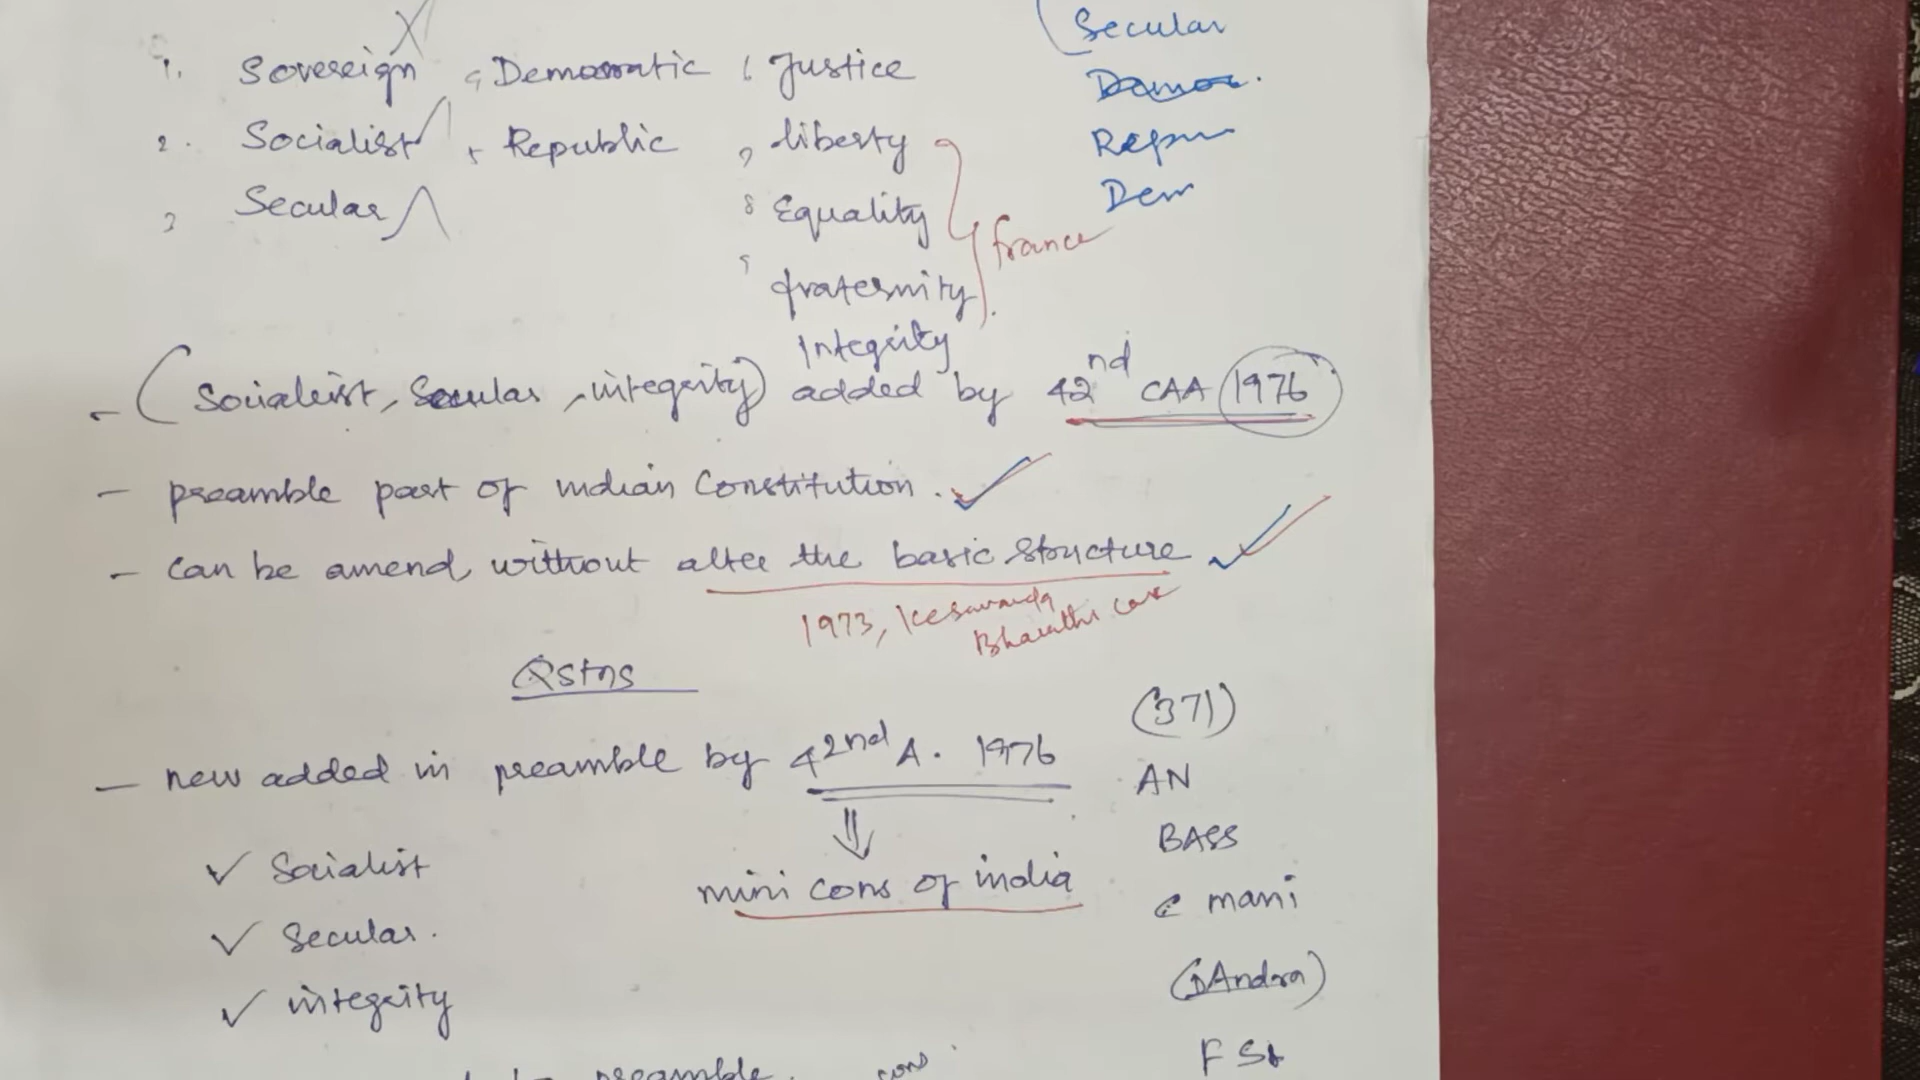 1. Sovereign 4 Democratic 6 Justice
2. Socialist 5 Republic 7 liberty
3 Secular 8 Equality
9 fraternity
france
Integrity
Secular
Repu
Dem
- (Socialist, Secular, integrity) added by 42nd CAA 1976
- preamble part of indian Constitution.
- can be amend without alter the basic structure
1973, Kesavanda
Bharathi case
Qstns
- new added in preamble by 42nd A. 1976
✓ Socialist
✓ Secular.
✓ integrity
mini cons of india
(371)
AN
BASS
mani
Andra)
preamble. cons